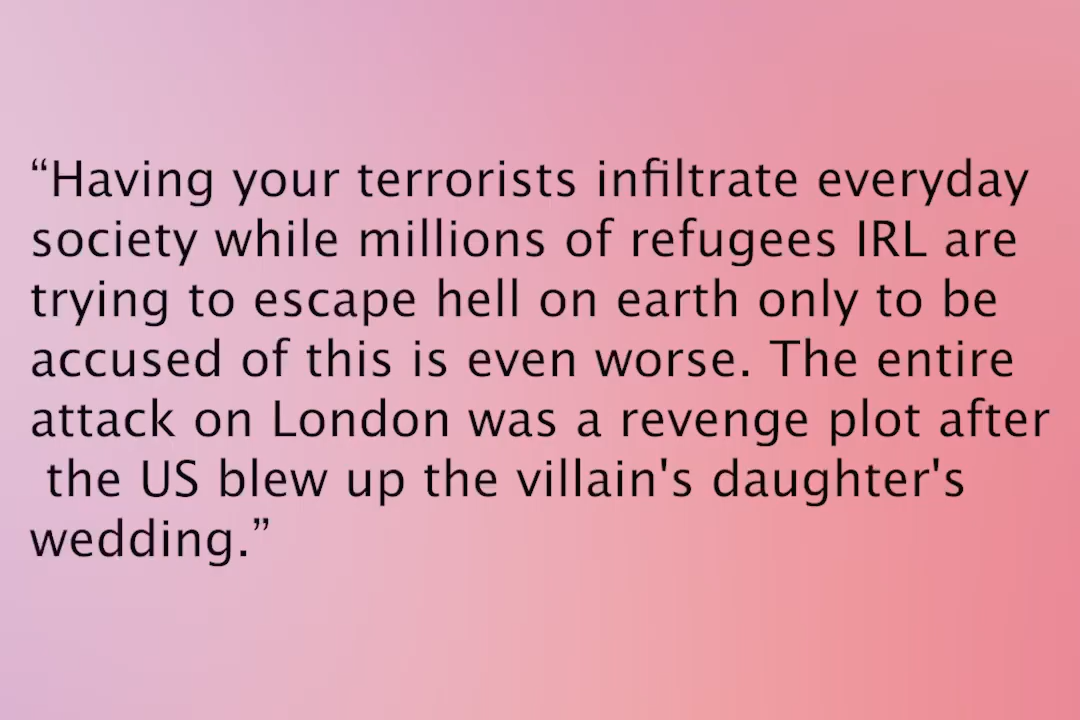 “Having your terrorists infiltrate everyday
society while millions of refugees IRL are
trying to escape hell on earth only to be
accused of this is even worse. The entire
attack on London was a revenge plot after
the US blew up the villain's daughter's
wedding.”